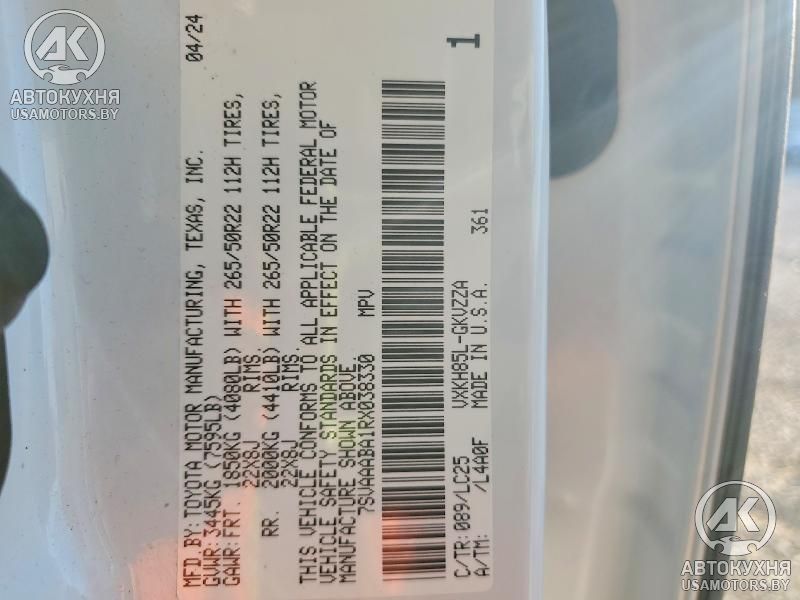 MFD.BY:TOYOTA MOTOR MANUFACTURING, TEXAS, INC. 04/24
GVWR:3445KG (7595LB)
GAWR:FRT. 1850KG (4080LB) WITH 265/50R22 112H TIRES,
22X8J RIMS,
RR. 2000KG (4410LB) WITH 265/50R22 112H TIRES,
22X8J RIMS.
THIS VEHICLE CONFORMS TO ALL APPLICABLE FEDERAL MOTOR
VEHICLE SAFETY STANDARDS IN EFFECT ON THE DATE OF
MANUFACTURE SHOWN ABOVE.
7SVAAABA1RX038330 MPV
C/TR:089/LC25 VXKH85L-GKVZZA
A/TM: /L4A0F MADE IN U.S.A. 361
1
АК
АВТОКУХНЯ
USAMOTORS.BY
АК
АВТОКУХНЯ
USAMOTORS.BY